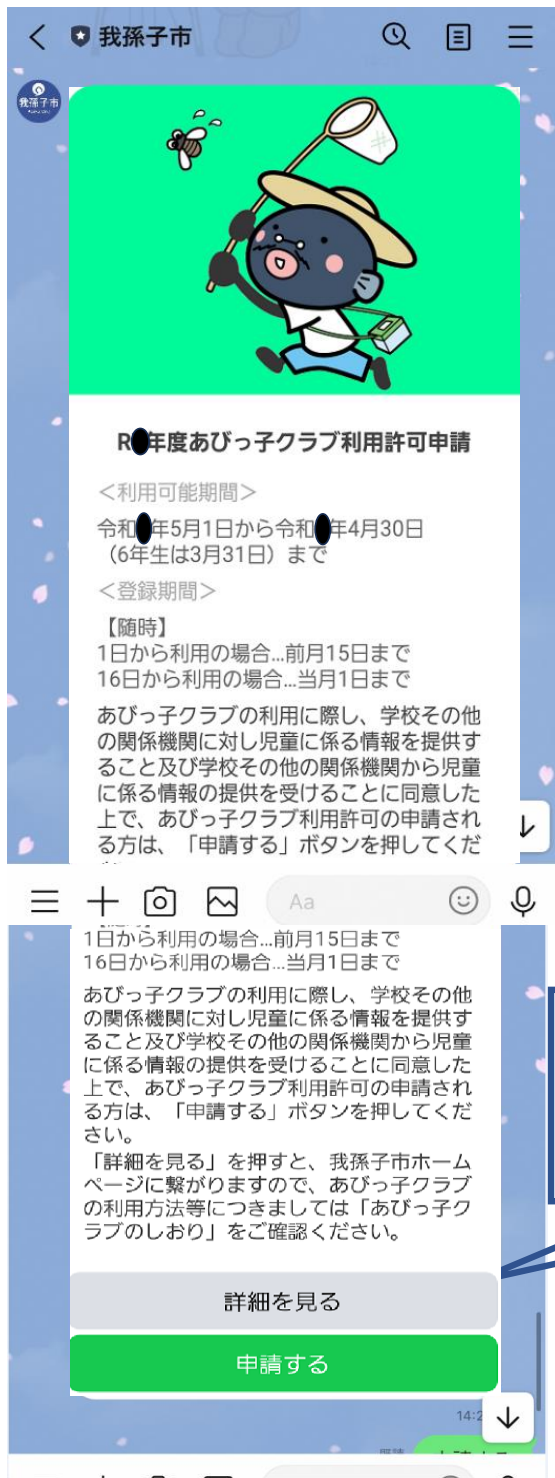 我孫子市
我孫子市
R 年度あびっ子クラブ利用許可申請
＜利用可能期間＞
令和 年5月1日から令和 年4月30日
（6年生は3月31日）まで
＜登録期間＞
【随時】
1日から利用の場合…前月15日まで
16日から利用の場合…当月1日まで
あびっ子クラブの利用に際し、学校その他
の関係機関に対し児童に係る情報を提供す
ること及び学校その他の関係機関から児童
に係る情報の提供を受けることに同意した
上で、あびっ子クラブ利用許可の申請され
る方は、「申請する」ボタンを押してくだ
Aa
1日から利用の場合…前月15日まで
16日から利用の場合…当月1日まで
あびっ子クラブの利用に際し、学校その他
の関係機関に対し児童に係る情報を提供す
ること及び学校その他の関係機関から児童
に係る情報の提供を受けることに同意した
上で、あびっ子クラブ利用許可の申請され
る方は、「申請する」ボタンを押してくだ
さい。
「詳細を見る」を押すと、我孫子市ホーム
ページに繋がりますので、あびっ子クラブ
の利用方法等につきましては「あびっ子ク
ラブのしおり」をご確認ください。
詳細を見る
申請する
14:2